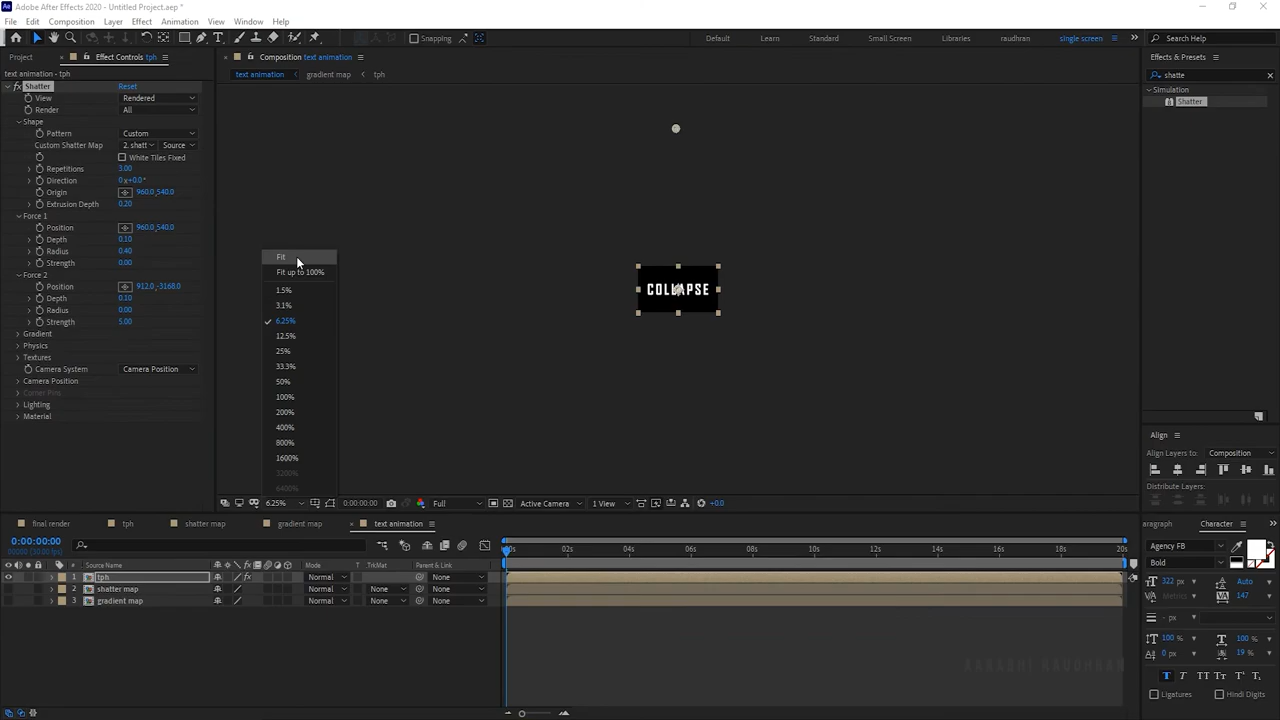 Adobe After Effects 2020 - Untitled Project.aep *
File Edit Composition Layer Effect Animation View Window Help
Snapping
Default Learn Standard Small Screen Libraries raudhran single screen
Search Help
Project Effect Controls tph
Composition text animation
Effects & Presets
text animation - tph
text animation gradient map tph
shatte
fx Shatter Reset
Simulation
View Rendered
Shatter
Render All
Shape
Pattern Custom
Custom Shatter Map 2. shatt Source
White Tiles Fixed
Repetitions 3.00
Direction 0x+0.0°
Origin 960.0,540.0
Extrusion Depth 0.20
Force 1
Position 960.0,540.0
Depth 0.10
Radius 0.40
Strength 0.00
Force 2
Position 912.0,-3168.0
Depth 0.10
Radius 0.00
Strength 5.00
Gradient
Physics
Textures
Camera System Camera Position
Camera Position
Corner Pins
Lighting
Material
Fit
Fit up to 100%
1.5%
3.1%
6.25%
12.5%
25%
33.3%
50%
100%
200%
400%
800%
1600%
3200%
6400%
COLLAPSE
Align
Align Layers to: Composition
Distribute Layers:
6.25% 0:00:00:00 Full Active Camera 1 View +0.0
final render tph shatter map gradient map text animation
aragraph Character
0:00:00:00
Agency FB
Bold
00s 02s 04s 06s 08s 10s 12s 14s 16s 18s 20s
# Source Name Mode T TrkMat Parent & Link
1 tph fx Normal None
2 shatter map Normal None None
3 gradient map Normal None None
322 px Auto
Metrics 147
- px
100 % 100 %
0 px 19 %
T T TT Tr T' T,
Ligatures Hindi Digits